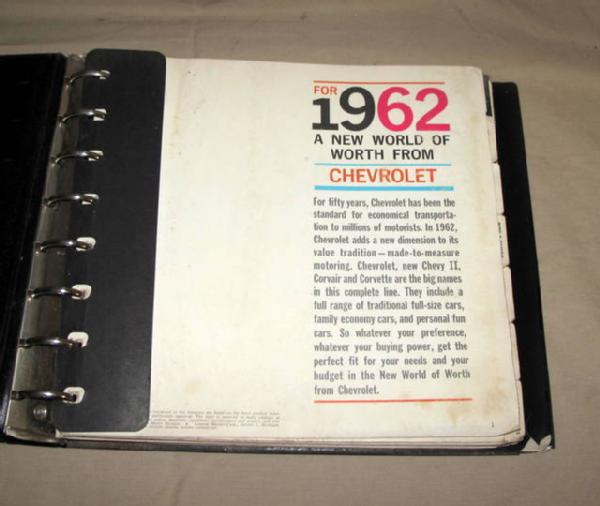 FOR
1962
A NEW WORLD OF
WORTH FROM
CHEVROLET
For fifty years, Chevrolet has been the
standard for economical transporta-
tion to millions of motorists. In 1962,
Chevrolet adds a new dimension to its
value tradition—made-to-measure
motoring. Chevrolet, new Chevy II,
Corvair and Corvette are the big names
in this complete line. They include a
full range of traditional full-size cars,
family economy cars, and personal fun
cars. So whatever your preference,
whatever your buying power, get the
perfect fit for your needs and your
budget in the New World of Worth
from Chevrolet.
1